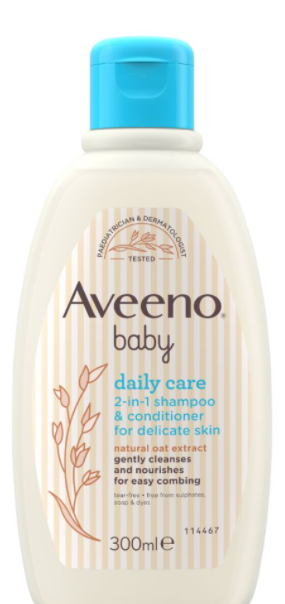 PAEDIATRICIAN & DERMATOLOGIST
TESTED
Aveeno®
baby
daily care
2-in-1 shampoo
& conditioner
for delicate skin
natural oat extract
gently cleanses
and nourishes
for easy combing
tear-free • free from sulphates,
soap & dyes
114467
300ml℮